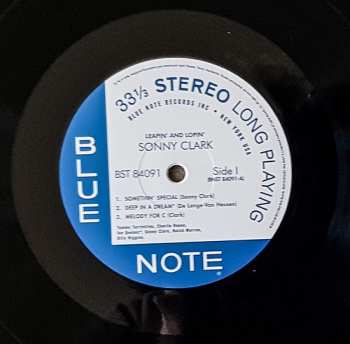 33⅓ STEREO LONG PLAYING
BLUE NOTE RECORDS INC • NEW YORK USA
LEAPIN' AND LOPIN'
SONNY CLARK
BST 84091
Side 1
(BNST 84091-A)
1. SOMETHIN' SPECIAL (Sonny Clark)
2. DEEP IN A DREAM* (De Lange-Van Heusen)
3. MELODY FOR C (Clark)
Tommy Turrentine, Charlie Rouse,
Ike Quebec*, Sonny Clark, Butch Warren,
Billy Higgins.
BLUE
NOTE